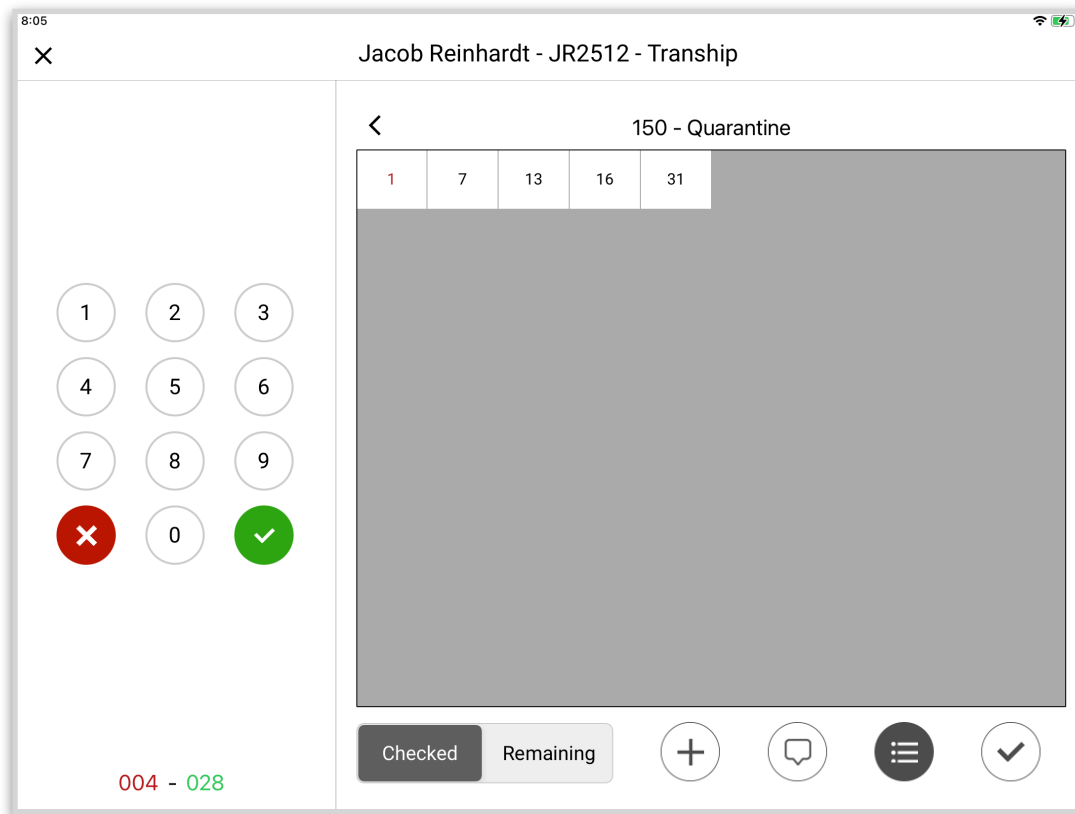 8:05
Jacob Reinhardt - JR2512 - Tranship
150 - Quarantine
1 7 13 16 31
1 2 3
4 5 6
7 8 9
0
Checked Remaining
004 - 028